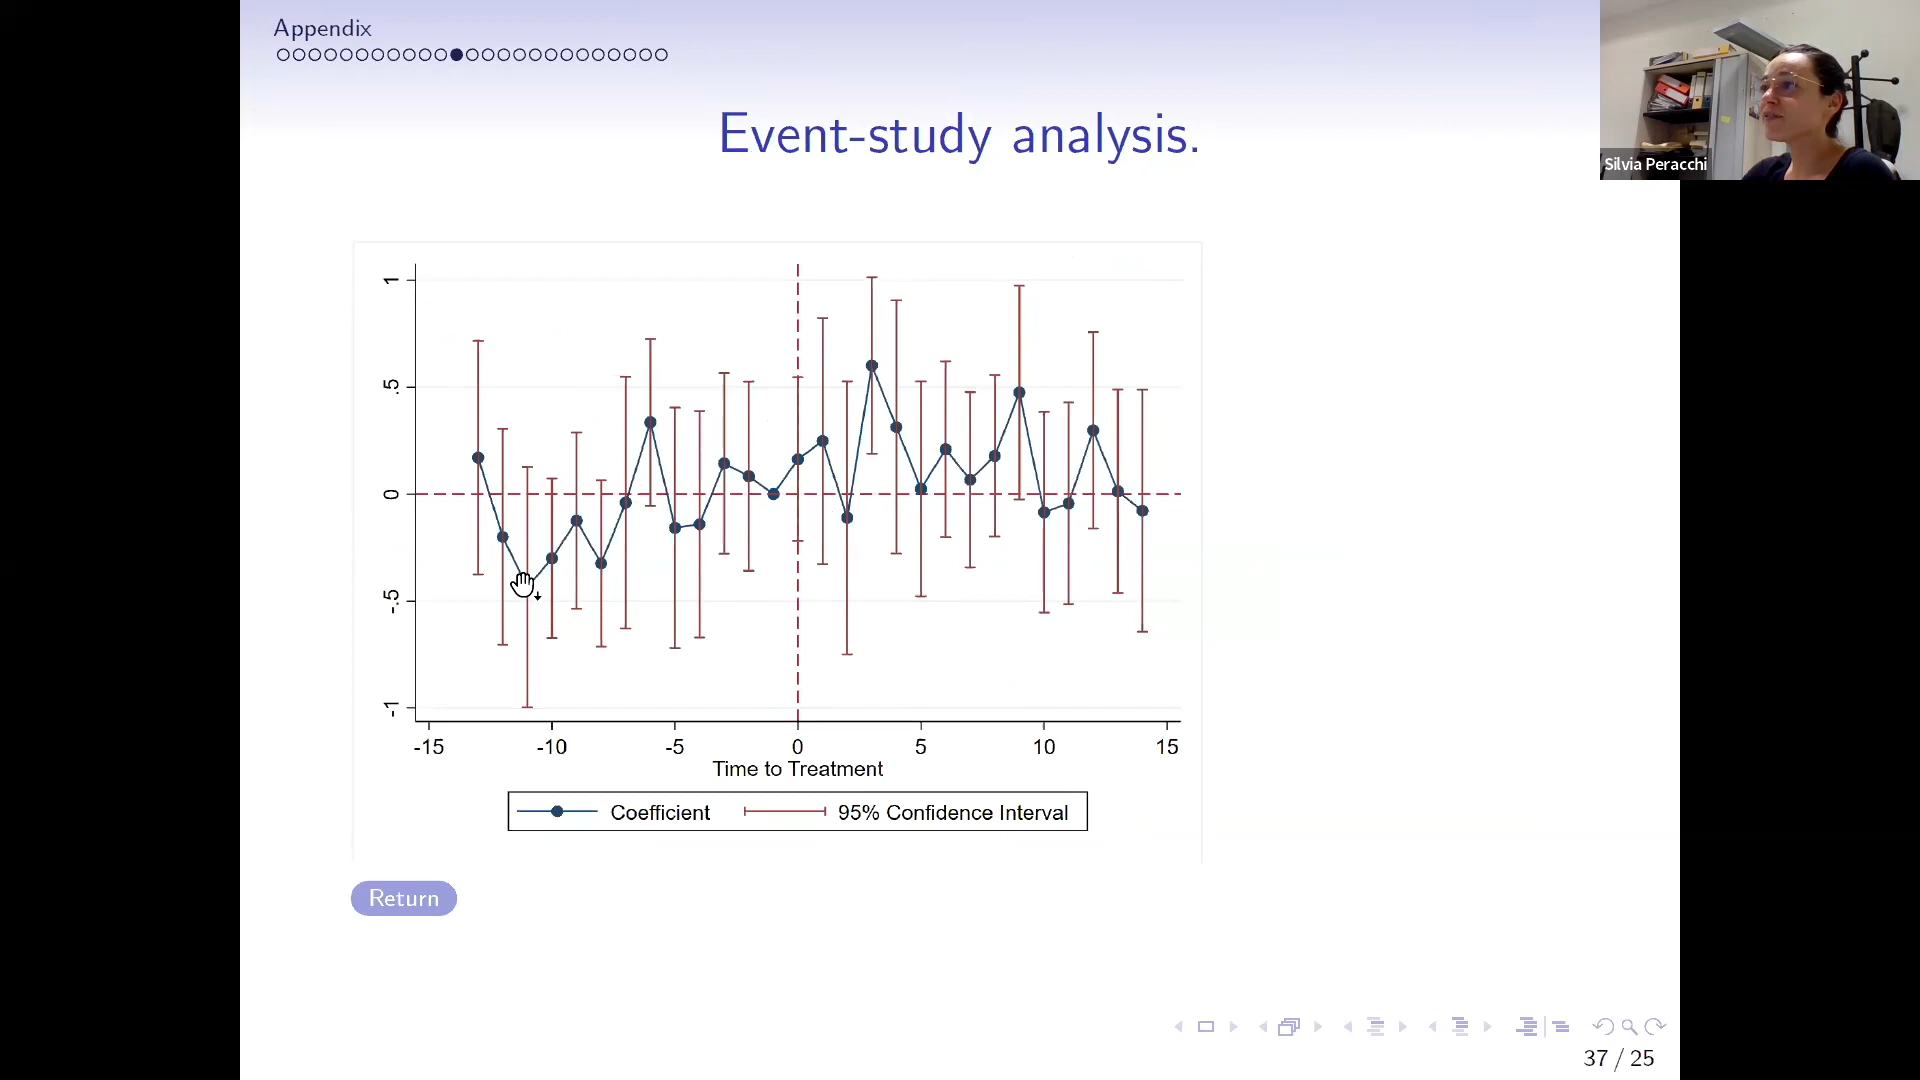 Appendix
Event-study analysis.
Silvia Peracchi
1
.5
0
-.5
-1
-15 -10 -5 0 5 10 15
Time to Treatment
Coefficient 95% Confidence Interval
Return
37 / 25